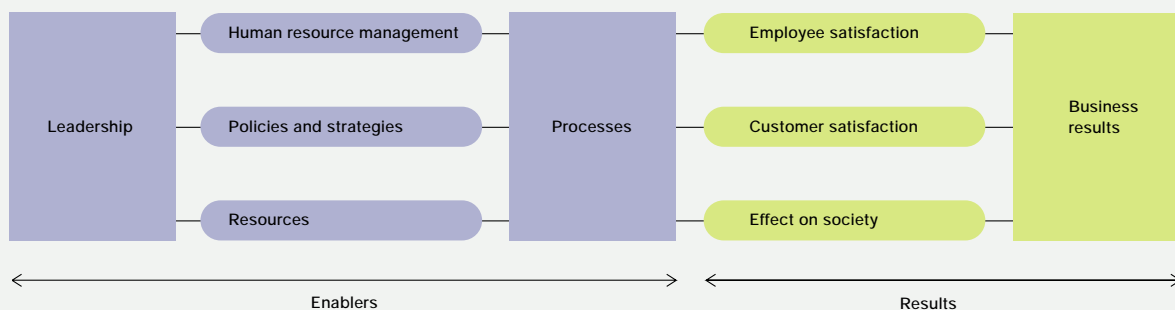 Human resource management
Employee satisfaction
Leadership
Policies and strategies
Processes
Customer satisfaction
Business
results
Resources
Effect on society
Enablers
Results